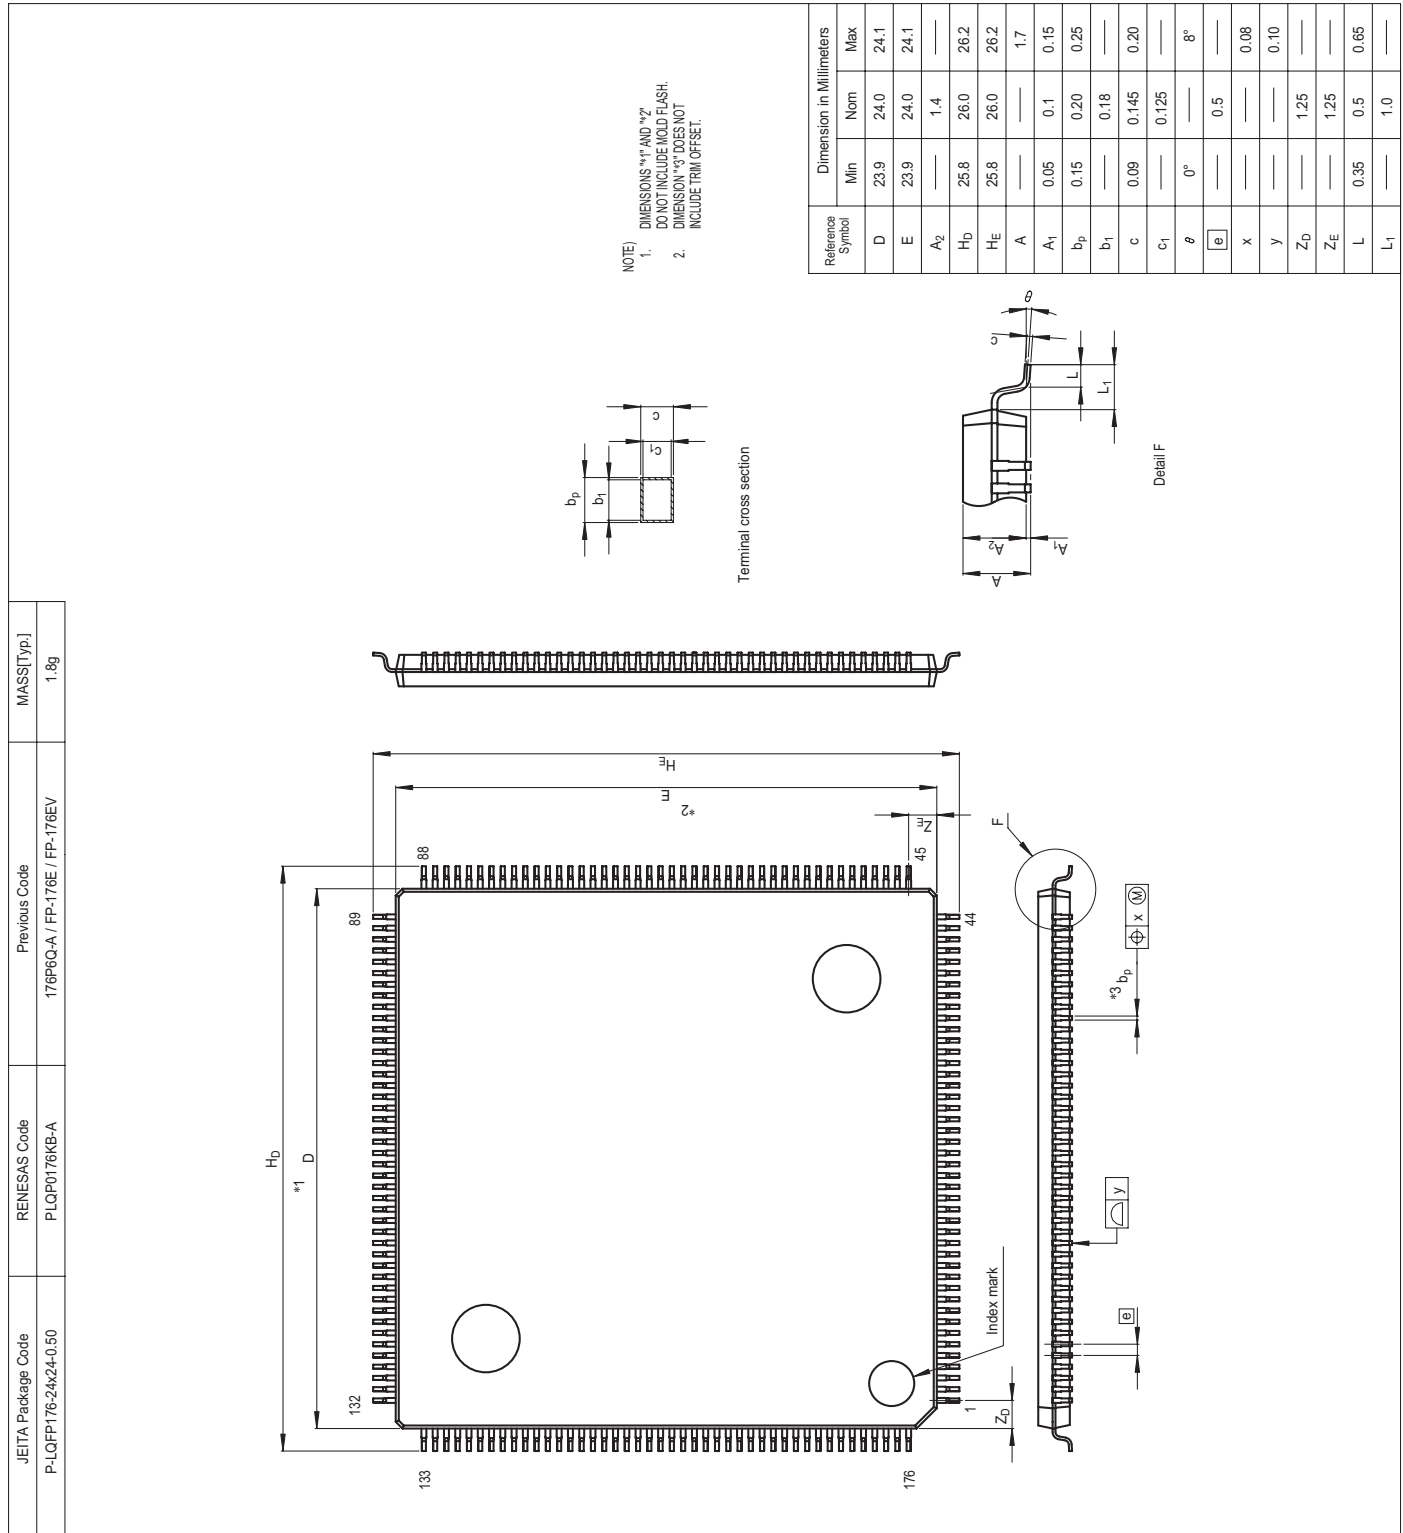 JEITA Package Code RENESAS Code Previous Code MASS[Typ.]
P-LQFP176-24x24-0.50 PLQP0176KB-A 176P6Q-A / FP-176E / FP-176EV 1.8g
HD
*1 D
132
89
133
88
176
45
1
44
ZD
Index mark
ZE
*2
E
HE
F
e
y
*3 bp
x M
bp
b1
c1
c
Terminal cross section
A
A2
A1
L
L1
c
θ
Detail F
NOTE)
1. DIMENSIONS "*1" AND "*2"
DO NOT INCLUDE MOLD FLASH.
2. DIMENSION "*3" DOES NOT
INCLUDE TRIM OFFSET.
Reference Symbol Dimension in Millimeters
Min Nom Max
D 23.9 24.0 24.1
E 23.9 24.0 24.1
A2 — 1.4 —
HD 25.8 26.0 26.2
HE 25.8 26.0 26.2
A — — 1.7
A1 0.05 0.1 0.15
bp 0.15 0.20 0.25
b1 — 0.18 —
c 0.09 0.145 0.20
c1 — 0.125 —
θ 0° — 8°
e — 0.5 —
x — — 0.08
y — — 0.10
ZD — 1.25 —
ZE — 1.25 —
L 0.35 0.5 0.65
L1 — 1.0 —